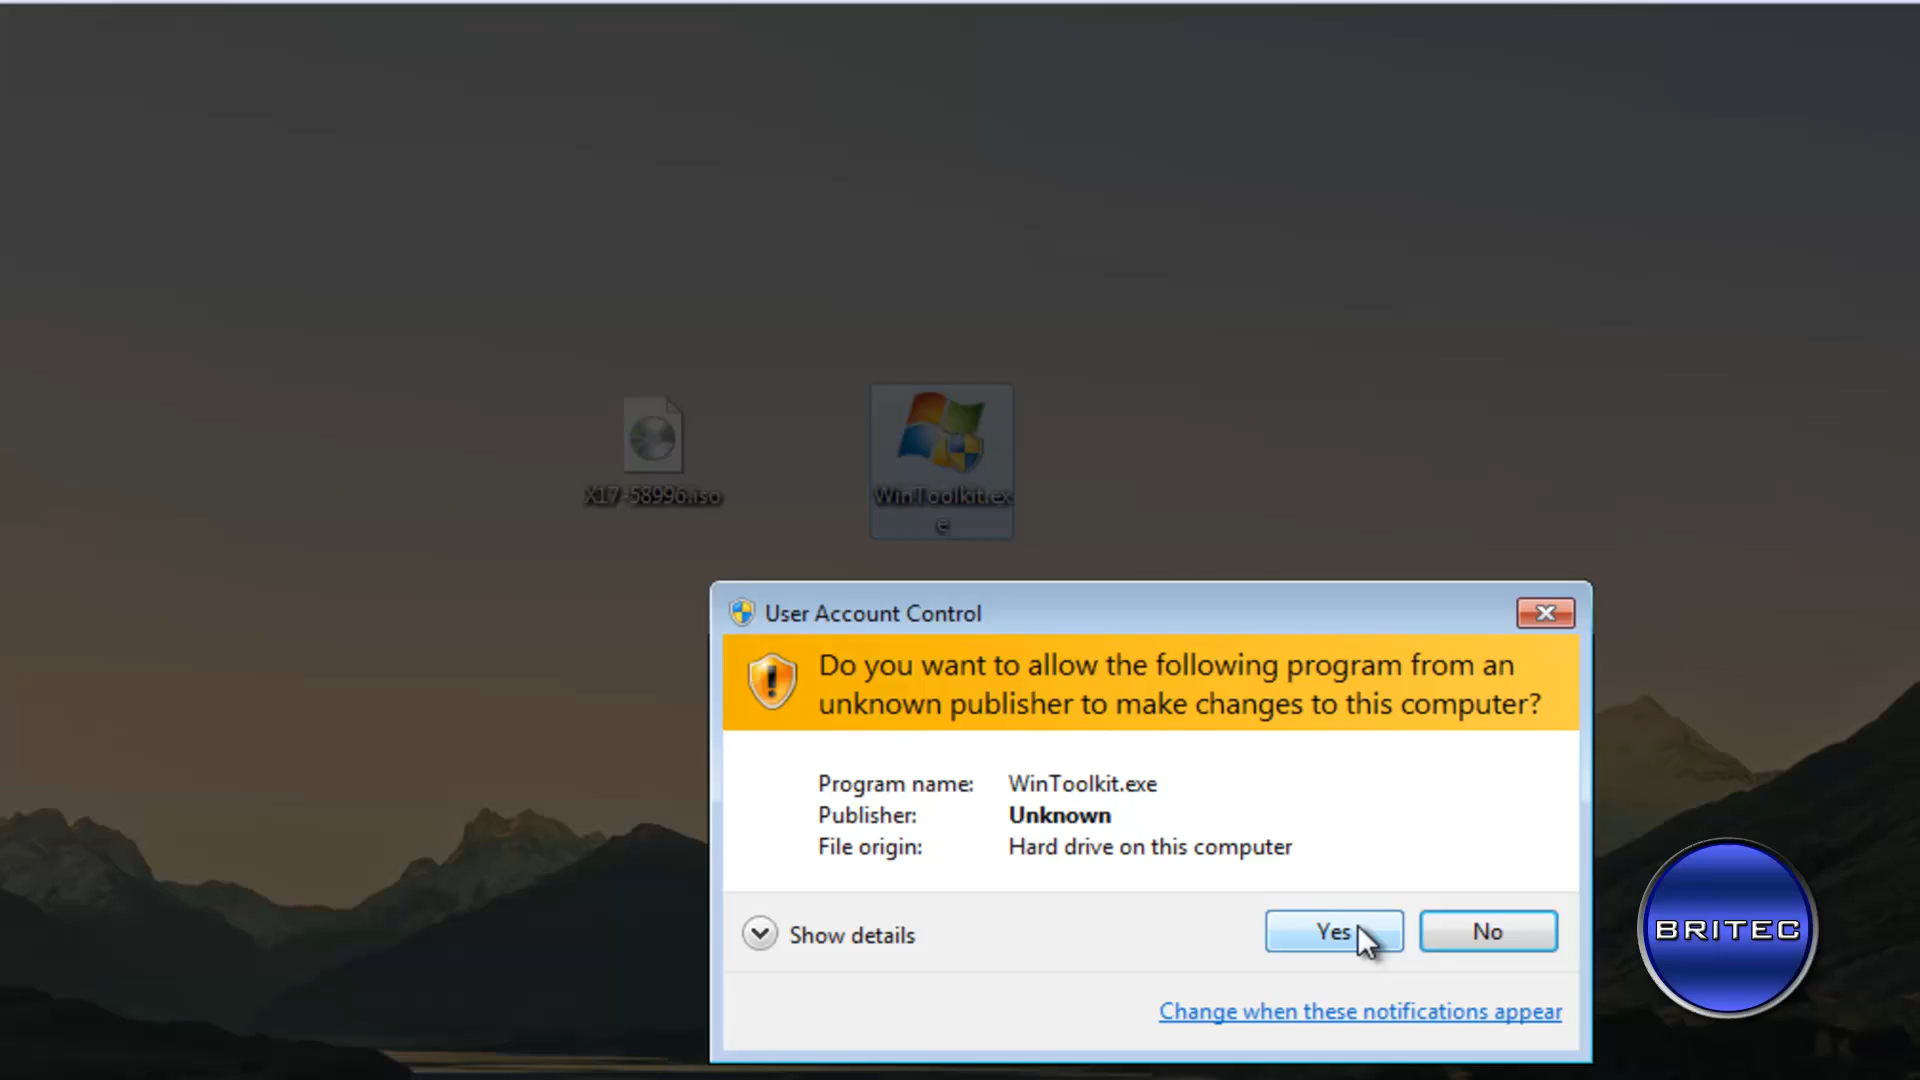 X17-58996.iso
WinToolkit.ex
e
User Account Control
Do you want to allow the following program from an
unknown publisher to make changes to this computer?
Program name: WinToolkit.exe
Publisher: Unknown
File origin: Hard drive on this computer
Show details
Yes
No
BRITEC
Change when these notifications appear